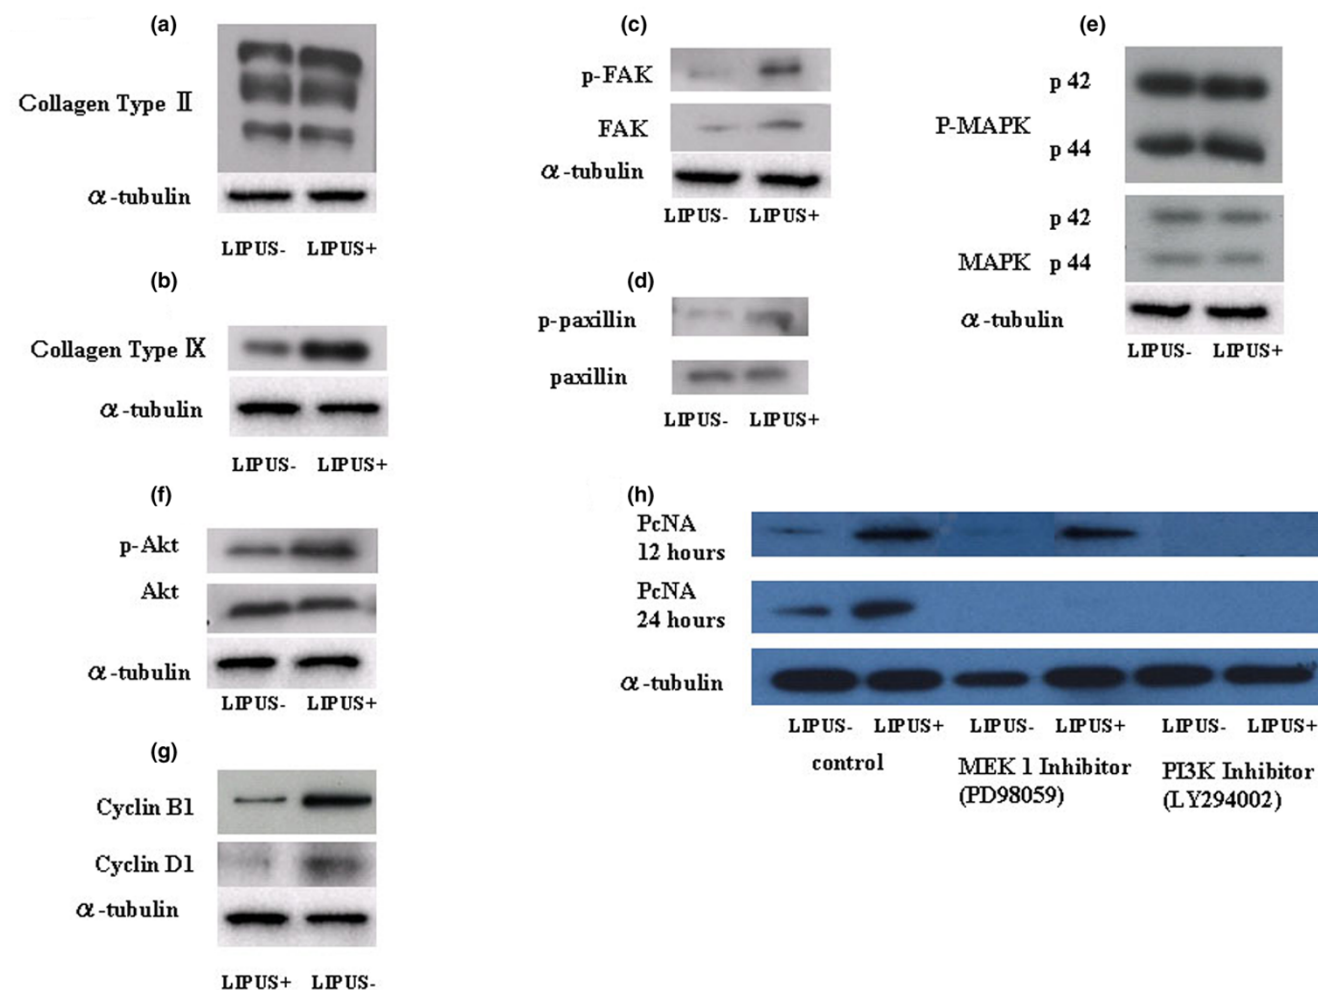 (a)
Collagen Type Ⅱ
α-tubulin
LIPUS- LIPUS+
(b)
Collagen Type Ⅸ
α-tubulin
LIPUS- LIPUS+
(c)
p-FAK
FAK
α-tubulin
LIPUS- LIPUS+
(d)
p-paxillin
paxillin
LIPUS- LIPUS+
(e)
p 42
P-MAPK
p 44
p 42
MAPK p 44
α-tubulin
LIPUS- LIPUS+
(f)
p-Akt
Akt
α-tubulin
LIPUS- LIPUS+
(g)
Cyclin B1
Cyclin D1
α-tubulin
LIPUS+ LIPUS-
(h)
PcNA
12 hours
PcNA
24 hours
α-tubulin
LIPUS- LIPUS+ LIPUS- LIPUS+ LIPUS- LIPUS+
control MEK 1 Inhibitor PI3K Inhibitor
(PD98059) (LY294002)